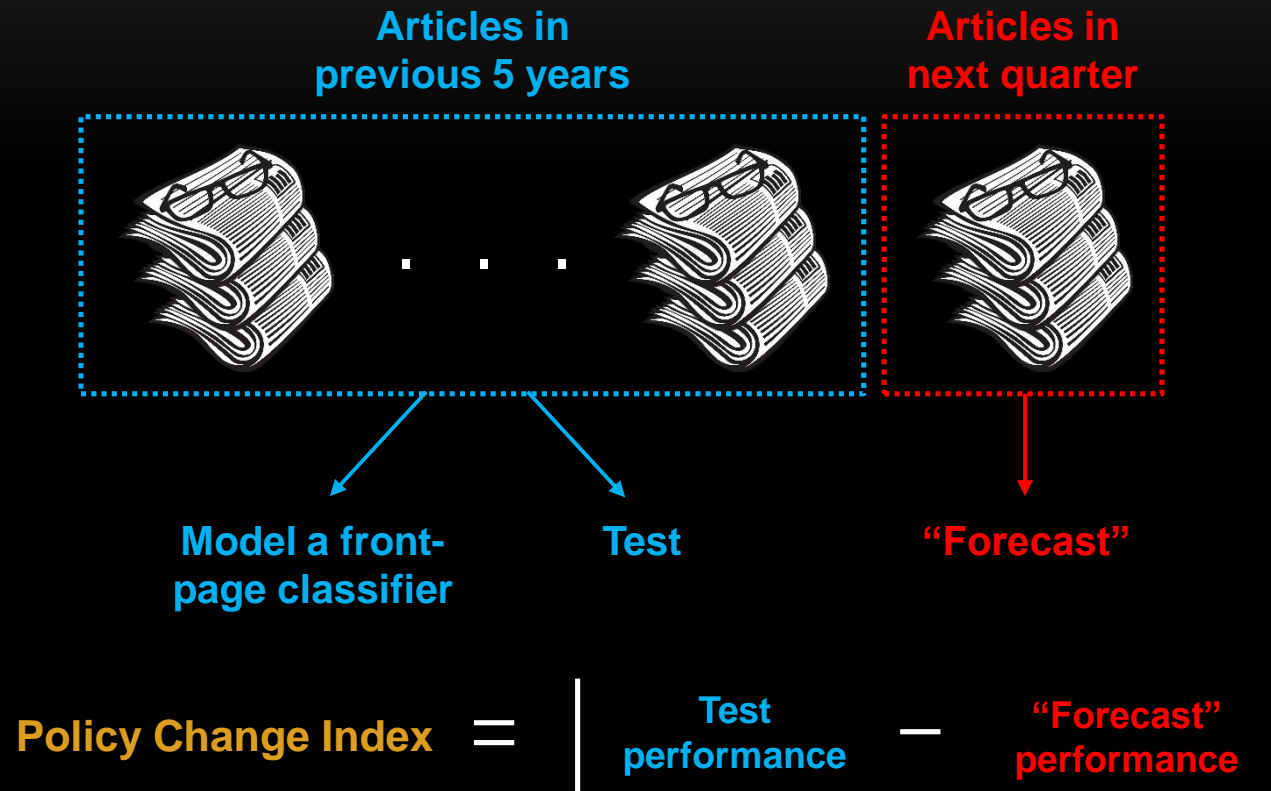 Articles in
previous 5 years
Articles in
next quarter
. . .
Model a front-
page classifier
Test
“Forecast”
Policy Change Index = | Test
performance — “Forecast”
performance